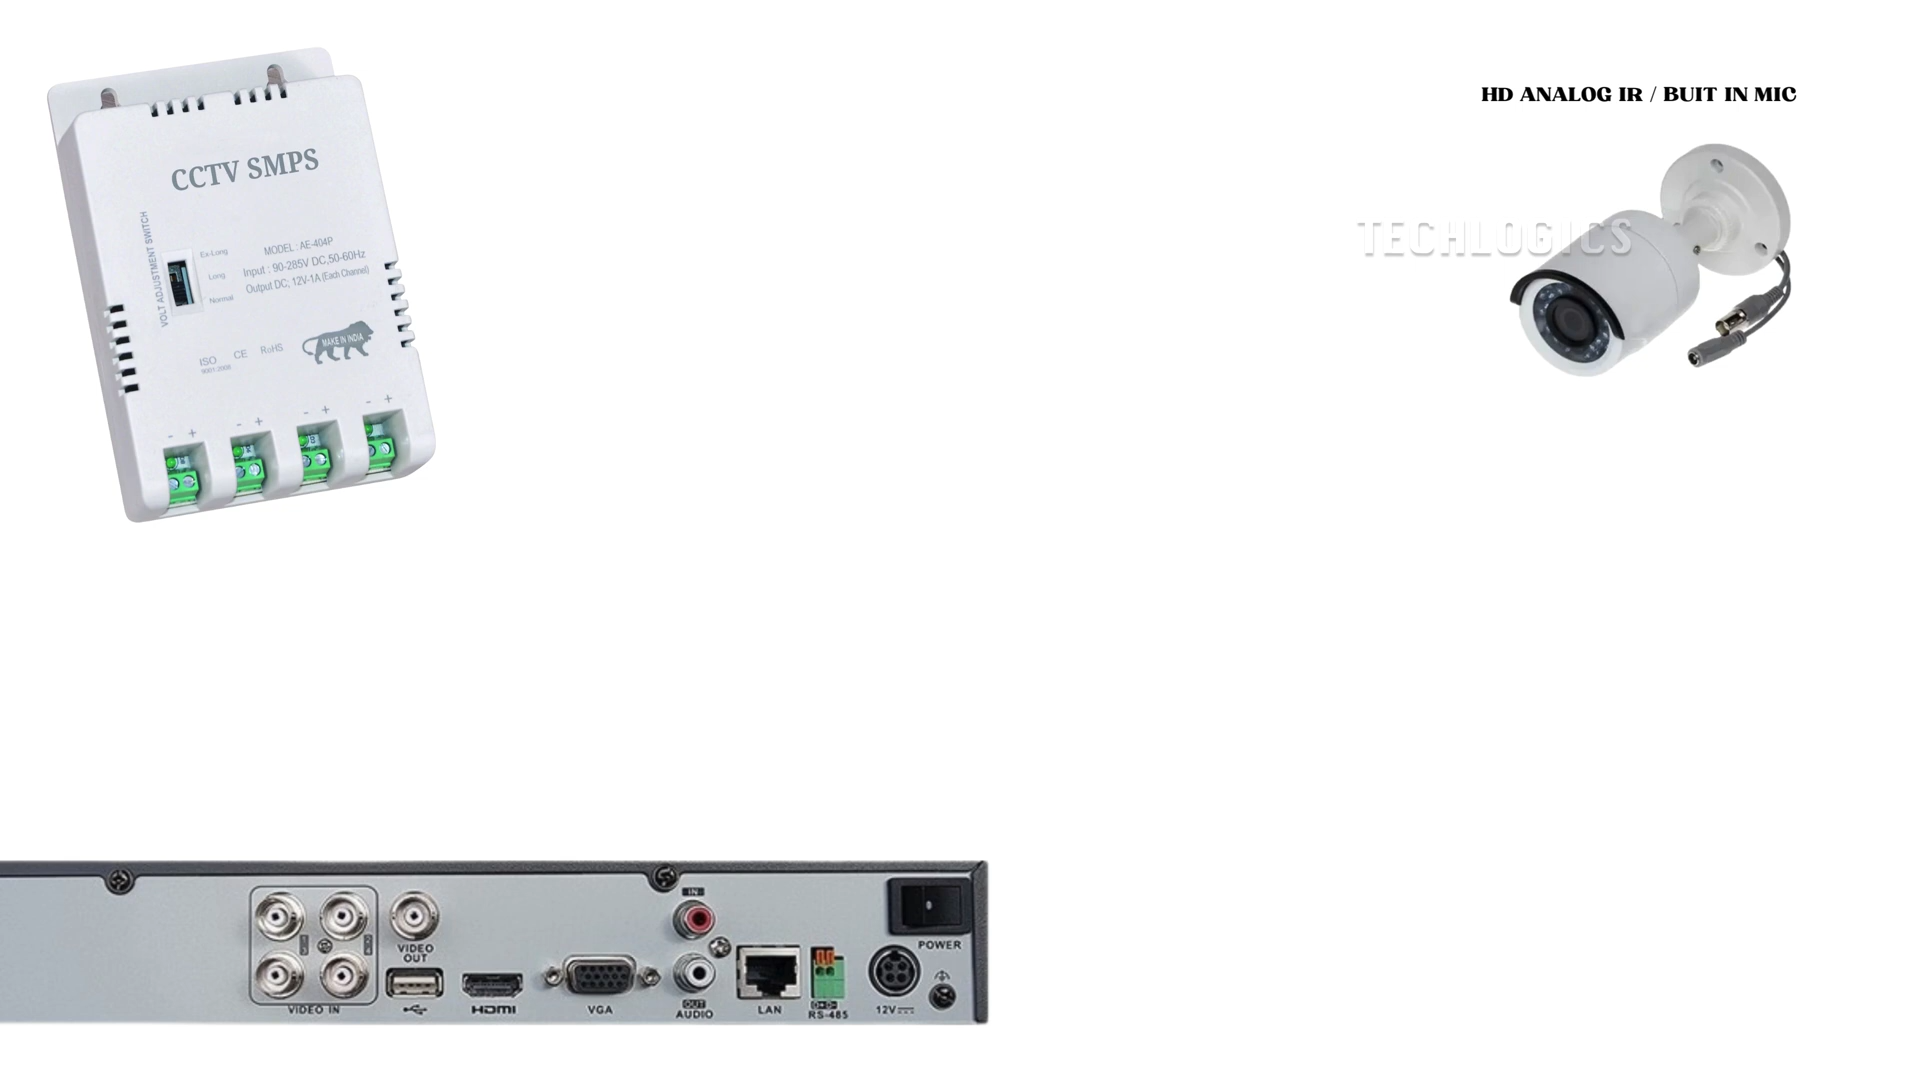 HD ANALOG IR / BUIT IN MIC
TECHLOGICS
CCTV SMPS
VOLT ADJUSTMENT SWITCH
Ex-Long
Long
Normal
MODEL : AE-404P
Input : 90-285V DC,50-60Hz
Output DC; 12V-1A (Each Channel)
MAKE IN INDIA
ISO
9001:2008
CE
RoHS
- +
- +
- +
- +
VIDEO IN
VIDEO
OUT
HDMI
VGA
IN
OUT
AUDIO
LAN
D+ D-
RS-485
POWER
12V